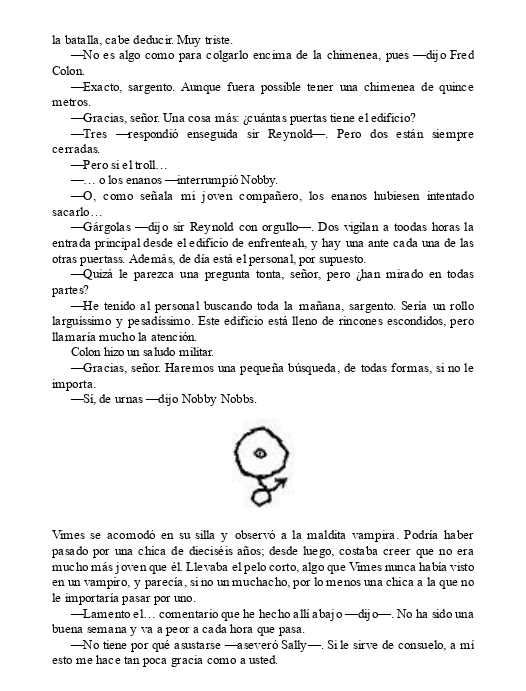 la batalla, cabe deducir. Muy triste.
—No es algo como para colgarlo encima de la chimenea, pues —dijo Fred
Colon.
—Exacto, sargento. Aunque fuera posible tener una chimenea de quince
metros.
—Gracias, señor. Una cosa más: ¿cuántas puertas tiene el edificio?
—Tres —respondió enseguida sir Reynold—. Pero dos están siempre
cerradas.
—Pero si el troll…
—… o los enanos —interrumpió Nobby.
—O, como señala mi joven compañero, los enanos hubiesen intentado
sacarlo…
—Gárgolas —dijo sir Reynold con orgullo—. Dos vigilan a toodas horas la
entrada principal desde el edificio de enfrenteah, y hay una ante cada una de las
otras puertass. Además, de día está el personal, por supuesto.
—Quizá le parezca una pregunta tonta, señor, pero ¿han mirado en todas
partes?
—He tenido al personal buscando toda la mañana, sargento. Sería un rollo
larguíssimo y pesadíssimo. Este edificio está lleno de rincones escondidos, pero
llamaría mucho la atención.
Colon hizo un saludo militar.
—Gracias, señor. Haremos una pequeña búsqueda, de todas formas, si no le
importa.
—Sí, de urnas —dijo Nobby Nobbs.
Vimes se acomodó en su silla y observó a la maldita vampira. Podría haber
pasado por una chica de dieciséis años; desde luego, costaba creer que no era
mucho más joven que él. Llevaba el pelo corto, algo que Vimes nunca había visto
en un vampiro, y parecía, si no un muchacho, por lo menos una chica a la que no
le importaría pasar por uno.
—Lamento el… comentario que he hecho allí abajo —dijo—. No ha sido una
buena semana y va a peor a cada hora que pasa.
—No tiene por qué asustarse —aseveró Sally—. Si le sirve de consuelo, a mí
esto me hace tan poca gracia como a usted.